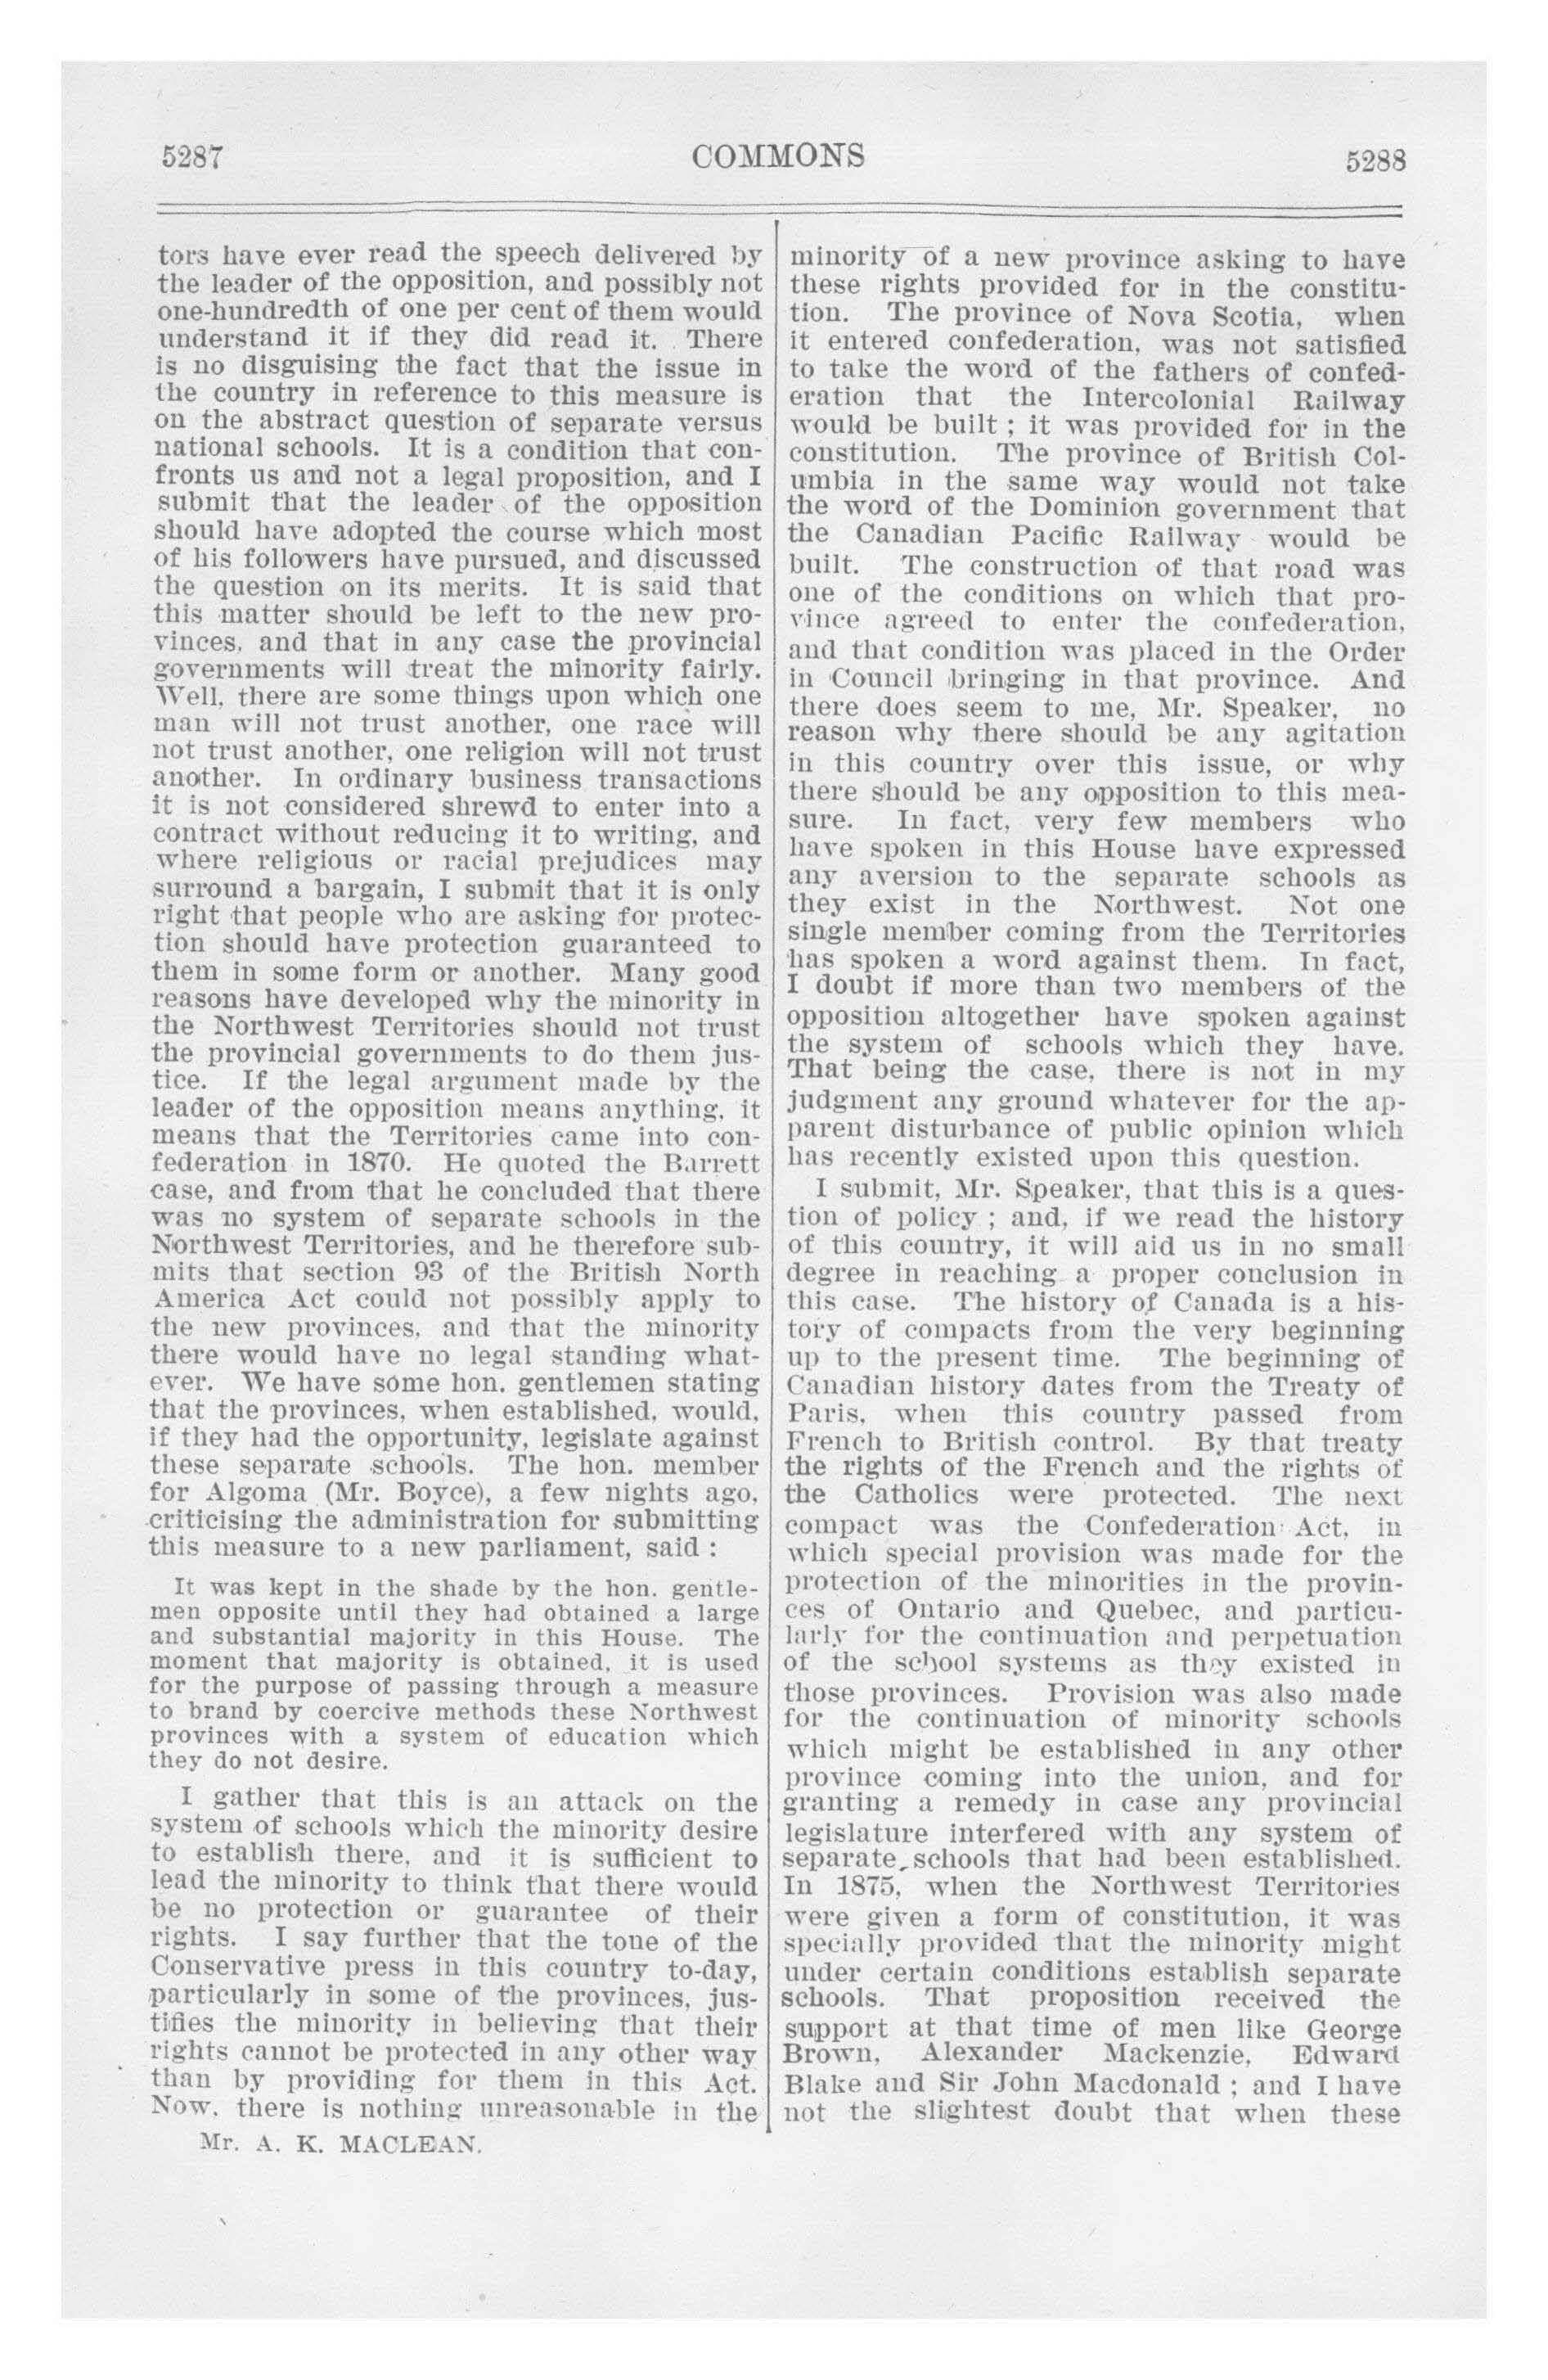 5287
COMMONS
5288
tors have ever read the speech delivered by
the leader of the opposition, and possibly not
one-hundredth of one per cent of them would
understand it if they did read it. There
is no disguising the fact that the issue in
the country in reference to this measure is
on the abstract question of separate versus
national schools. It is a condition that con-
fronts us and not a legal proposition, and I
submit that the leader of the opposition
should have adopted the course which most
of his followers have pursued, and discussed
the question on its merits. It is said that
this matter should be left to the new pro-
vinces, and that in any case the provincial
governments will treat the minority fairly.
Well, there are some things upon which one
man will not trust another, one race will
not trust another, one religion will not trust
another. In ordinary business transactions
it is not considered shrewd to enter into a
contract without reducing it to writing, and
where religious or racial prejudices may
surround a bargain, I submit that it is only
right that people who are asking for protec-
tion should have protection guaranteed to
them in some form or another. Many good
reasons have developed why the minority in
the Northwest Territories should not trust
the provincial governments to do them jus-
tice. If the legal argument made by the
leader of the opposition means anything, it
means that the Territories came into con-
federation in 1870. He quoted the Barrett
case, and from that he concluded that there
was no system of separate schools in the
Northwest Territories, and he therefore sub-
mits that section 93 of the British North
America Act could not possibly apply to
the new provinces, and that the minority
there would have no legal standing what-
ever. We have some hon. gentlemen stating
that the provinces, when established, would,
if they had the opportunity, legislate against
these separate schools. The hon. member
for Algoma (Mr. Boyce), a few nights ago,
criticising the administration for submitting
this measure to a new parliament, said :
It was kept in the shade by the hon. gentle-
men opposite until they had obtained a large
and substantial majority in this House. The
moment that majority is obtained, it is used
for the purpose of passing through a measure
to brand by coercive methods these Northwest
provinces with a system of education which
they do not desire.
I gather that this is an attack on the
system of schools which the minority desire
to establish there, and it is sufficient to
lead the minority to think that there would
be no protection or guarantee of their
rights. I say further that the tone of the
Conservative press in this country to-day,
particularly in some of the provinces, jus-
tifies the minority in believing that their
rights cannot be protected in any other way
than by providing for them in this Act.
Now, there is nothing unreasonable in the
Mr. A. K. MACLEAN.
minority of a new province asking to have
these rights provided for in the constitu-
tion. The province of Nova Scotia, when
it entered confederation, was not satisfied
to take the word of the fathers of confed-
eration that the Intercolonial Railway
would be built ; it was provided for in the
constitution. The province of British Col-
umbia in the same way would not take
the word of the Dominion government that
the Canadian Pacific Railway would be
built. The construction of that road was
one of the conditions on which that pro-
vince agreed to enter the confederation,
and that condition was placed in the Order
in Council bringing in that province. And
there does seem to me, Mr. Speaker, no
reason why there should be any agitation
in this country over this issue, or why
there should be any opposition to this mea-
sure. In fact, very few members who
have spoken in this House have expressed
any aversion to the separate schools as
they exist in the Northwest. Not one
single member coming from the Territories
has spoken a word against them. In fact,
I doubt if more than two members of the
opposition altogether have spoken against
the system of schools which they have.
That being the case, there is not in my
judgment any ground whatever for the ap-
parent disturbance of public opinion which
has recently existed upon this question.
I submit, Mr. Speaker, that this is a ques-
tion of policy ; and, if we read the history
of this country, it will aid us in no small
degree in reaching a proper conclusion in
this case. The history of Canada is a his-
tory of compacts from the very beginning
up to the present time. The beginning of
Canadian history dates from the Treaty of
Paris, when this country passed from
French to British control. By that treaty
the rights of the French and the rights of
the Catholics were protected. The next
compact was the Confederation Act, in
which special provision was made for the
protection of the minorities in the provin-
ces of Ontario and Quebec, and particu-
larly for the continuation and perpetuation
of the school systems as they existed in
those provinces. Provision was also made
for the continuation of minority schools
which might be established in any other
province coming into the union, and for
granting a remedy in case any provincial
legislature interfered with any system of
separate schools that had been established.
In 1875, when the Northwest Territories
were given a form of constitution, it was
specially provided that the minority might
under certain conditions establish separate
schools. That proposition received the
support at that time of men like George
Brown, Alexander Mackenzie, Edward
Blake and Sir John Macdonald ; and I have
not the slightest doubt that when these